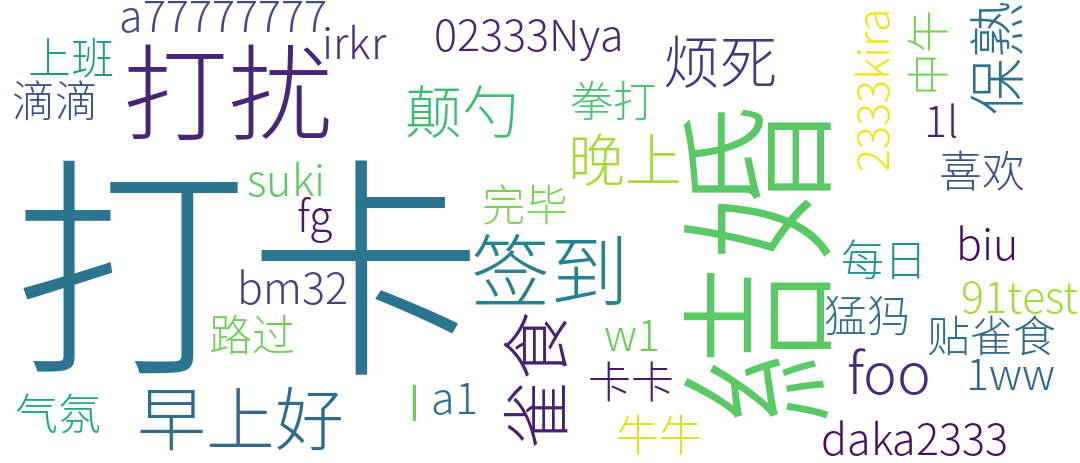 a77777777
irkr
02333Nya
上班
滴滴
打扰
颠勺
拳打
烦死
2333kira
中午
保熟
1l
喜欢
晚上
打卡
suki
fg
完毕
签到
结婚
bm32
路过
每日
biu
91test
猛犸
贴雀食
雀食
w1
卡卡
foo
1ww
气氛
早上好
l
a1
牛牛
daka2333